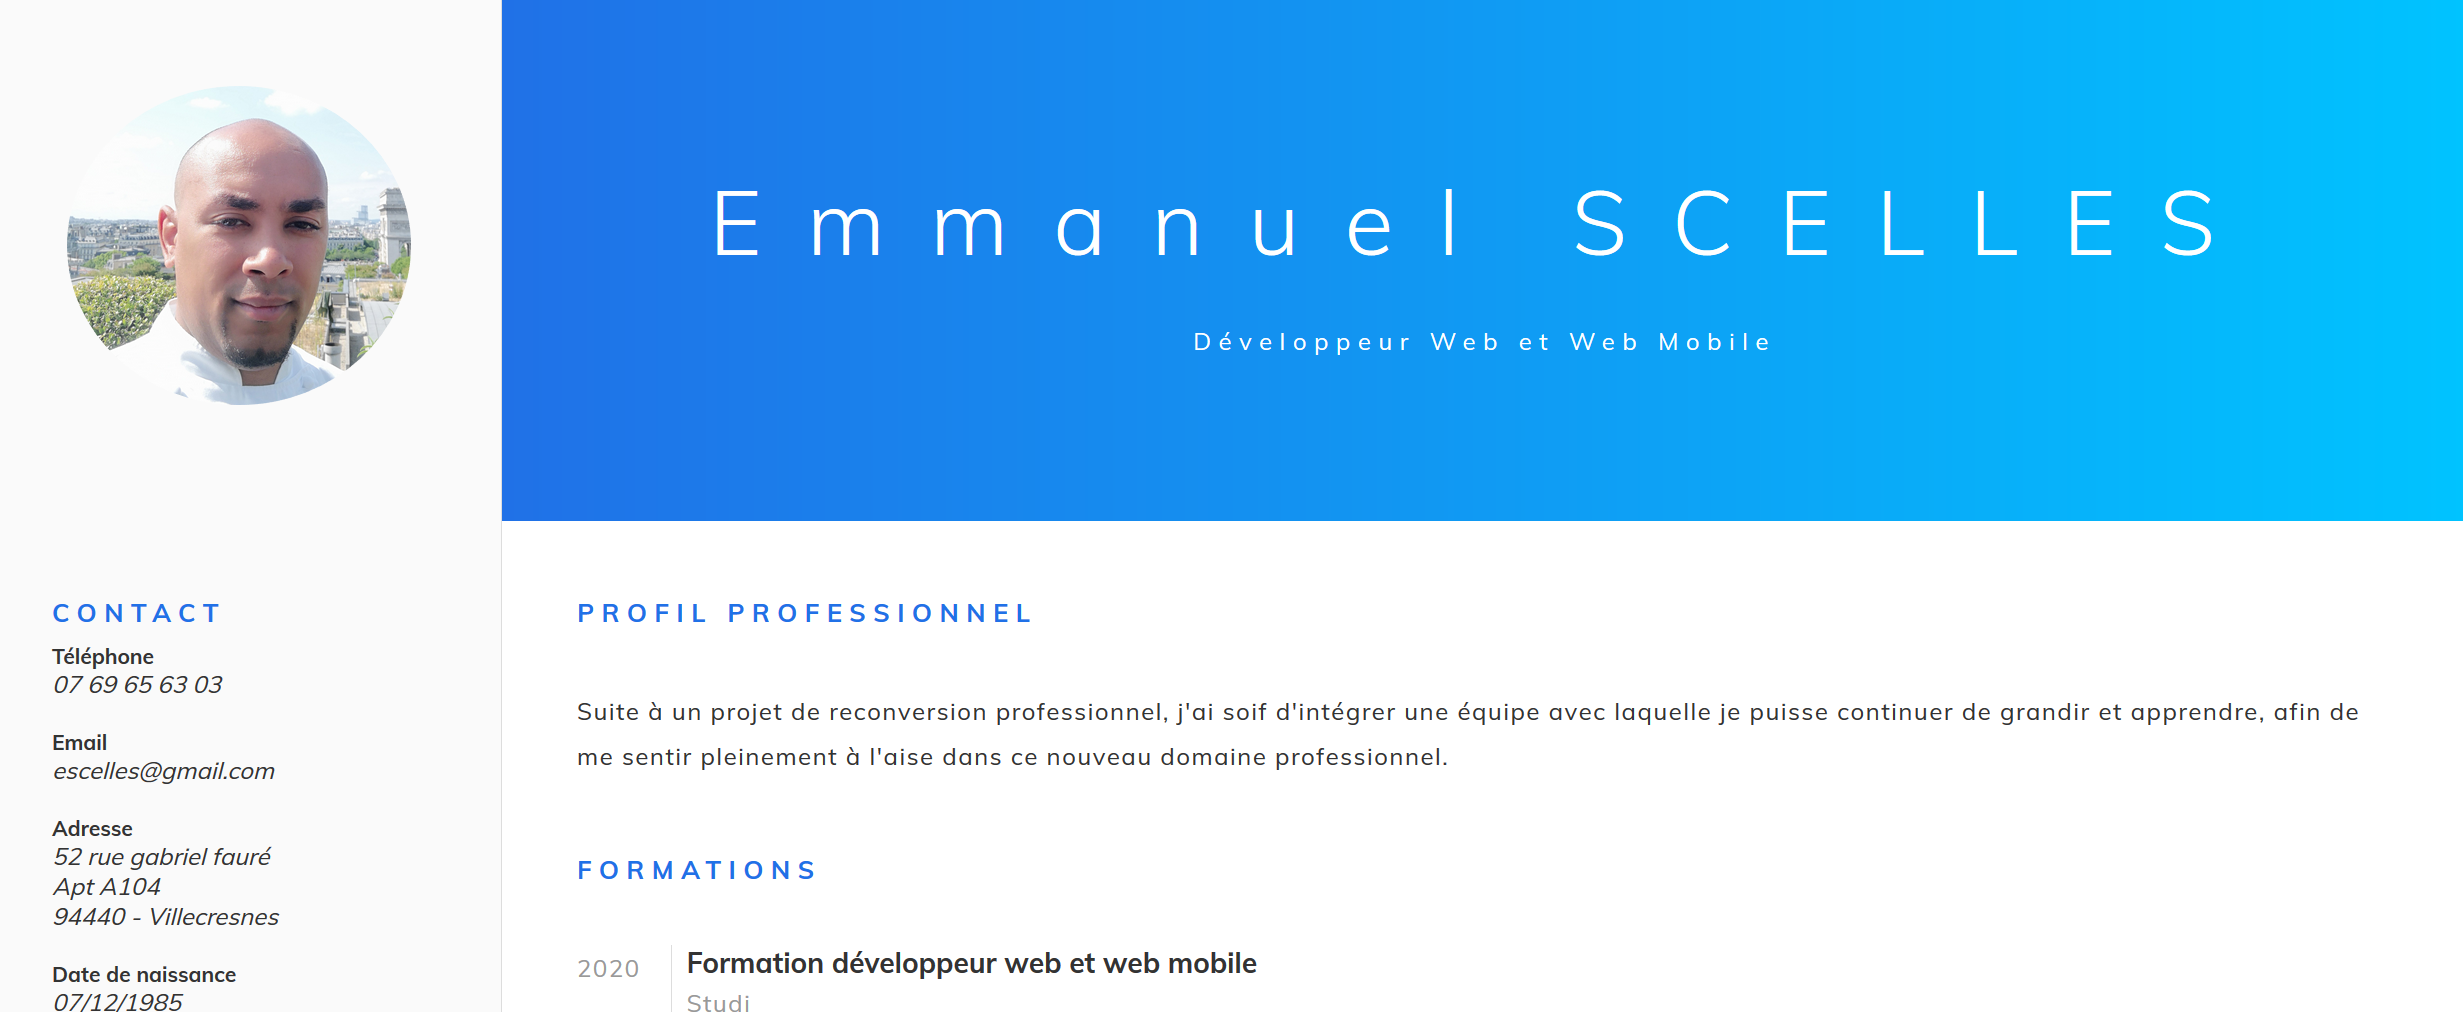 Emmanuel SCELLES
Développeur Web et Web Mobile
CONTACT
Téléphone
07 69 65 63 03
Email
escelles@gmail.com
Adresse
52 rue gabriel fauré
Apt A104
94440 - Villecresnes
Date de naissance
07/12/1985
PROFIL PROFESSIONNEL
Suite à un projet de reconversion professionnel, j'ai soif d'intégrer une équipe avec laquelle je puisse continuer de grandir et apprendre, afin de
me sentir pleinement à l'aise dans ce nouveau domaine professionnel.
FORMATIONS
2020
Formation développeur web et web mobile
Studi